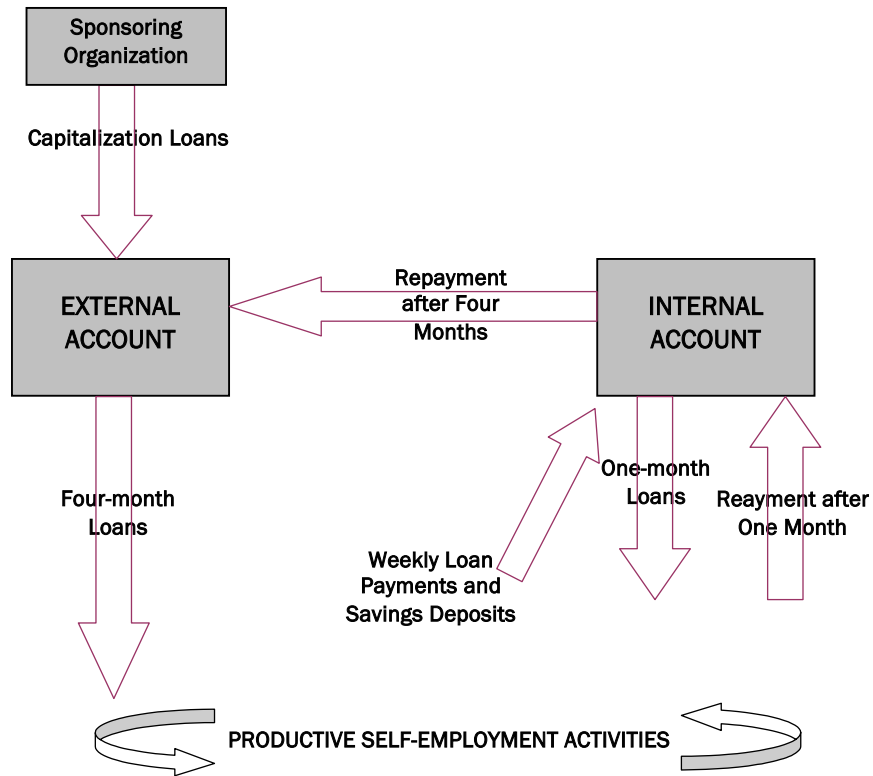 Sponsoring
Organization
Capitalization Loans
EXTERNAL
ACCOUNT
Repayment
after Four
Months
INTERNAL
ACCOUNT
Four-month
Loans
Weekly Loan
Payments and
Savings Deposits
One-month
Loans
Reayment after
One Month
PRODUCTIVE SELF-EMPLOYMENT ACTIVITIES